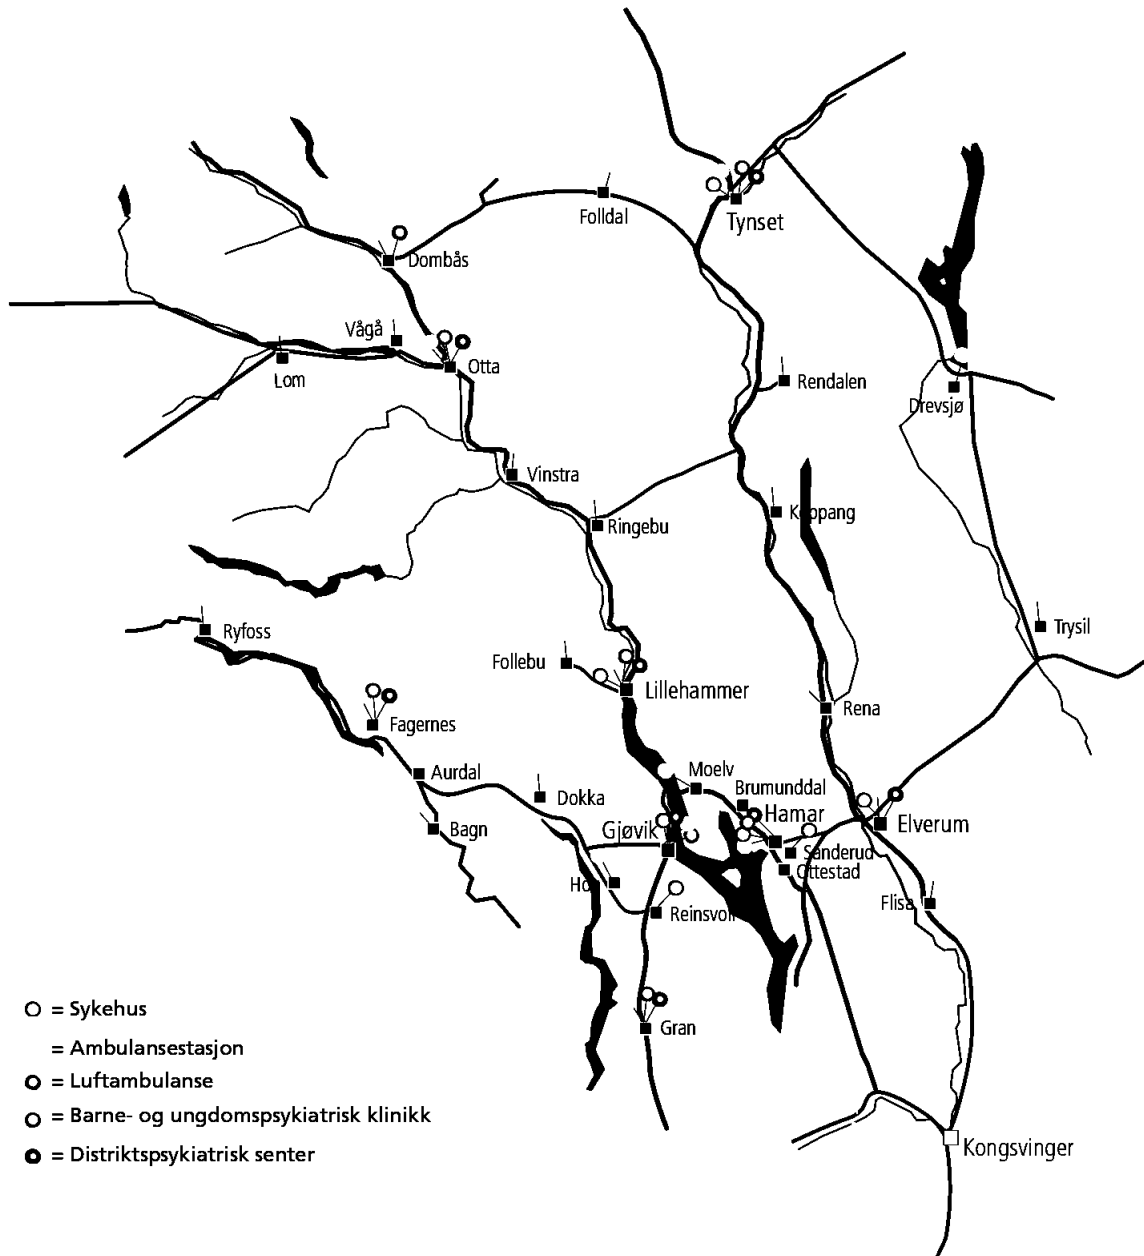 Folldal
Tynset
Dombås
Vågå
Otta
Lom
Rendalen
Drevsjø
Vinstra
Koppang
Ringebu
Ryfoss
Trysil
Follebu
Lillehammer
Rena
Fagernes
Moelv
Aurdal
Brumunddal
Dokka
Hamar
Gjøvik
Elverum
Bagn
Sanderud
Ottestad
Flisa
Reinsvoll
Gran
= Sykehus
= Ambulansestasjon
= Luftambulanse
= Barne- og ungdomspsykiatrisk klinikk
= Distriktspsykiatrisk senter
Kongsvinger